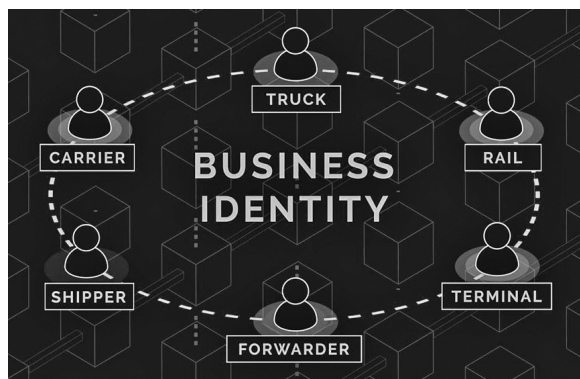 TRUCK
CARRIER
RAIL
BUSINESS
IDENTITY
SHIPPER
TERMINAL
FORWARDER